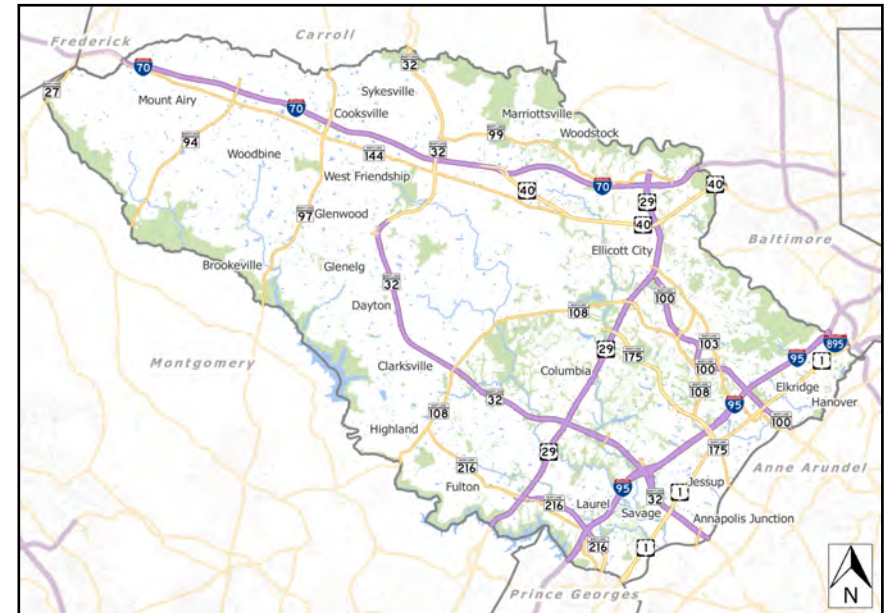 Frederick
Carroll
70
32
27
Mount Airy
70
Sykesville
Cooksville
Marriottsville
99
Woodstock
94
32
144
Woodbine
West Friendship
70
40
40
29
97
Glenwood
40
Ellicott City
Baltimore
Brookeville
Glenelg
32
100
Dayton
108
103
895
29
175
95
1
Montgomery
Clarksville
Columbia
100
Elkridge
108
Hanover
32
95
108
100
Highland
29
175
216
Anne Arundel
Fulton
95
Jessup
1
32
216
Laurel
Savage
Annapolis Junction
216
1
Prince Georges
N